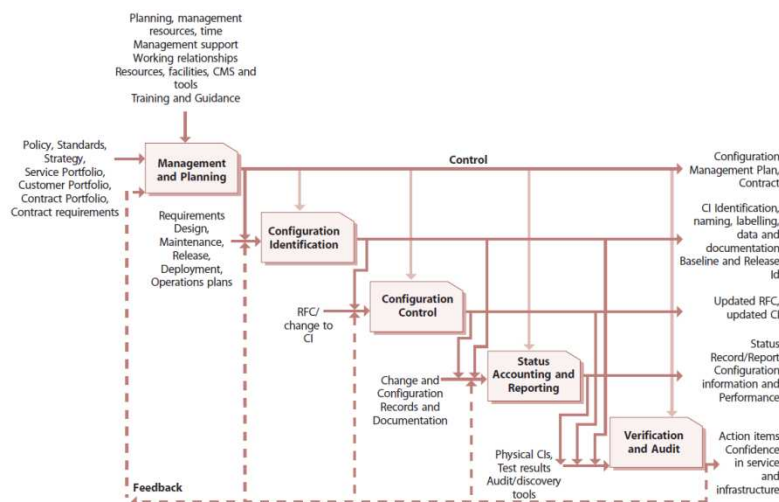 Planning, management
resources, time
Management support
Working relationships
Resources, facilities, CMS and
tools
Training and Guidance
Policy, Standards,
Strategy,
Service Portfolio,
Customer Portfolio,
Contract Portfolio,
Contract requirements
Management
and Planning
Control
Configuration
Management Plan,
Contract
Requirements
Design,
Maintenance,
Release,
Deployment,
Operations plans
Configuration
Identification
CI Identification,
naming, labelling,
data and
documentation
Baseline and Release
Id
RFC/
change to
CI
Configuration
Control
Updated RFC,
updated CI
Change and
Configuration
Records and
Documentation
Status
Accounting and
Reporting
Status
Record/Report
Configuration
information and
Performance
Physical CIs,
Test results
Audit/discovery
tools
Verification
and Audit
Action items
Confidence
in service
and
infrastructure
Feedback